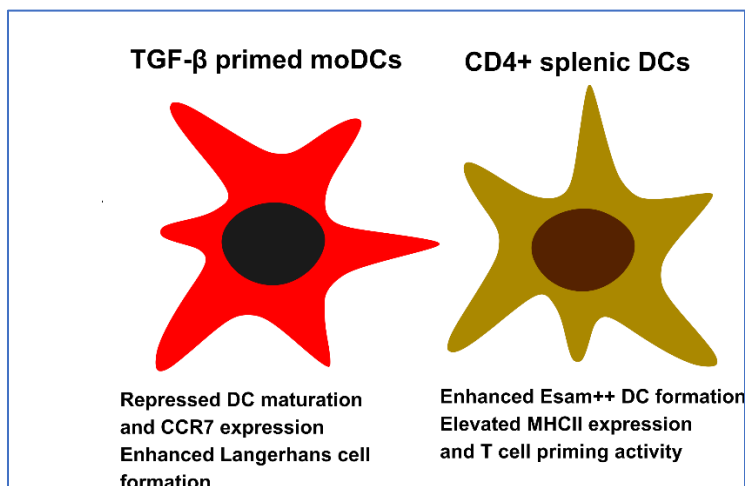 TGF-β primed moDCs
CD4+ splenic DCs
Repressed DC maturation
and CCR7 expression
Enhanced Langerhans cell
formation
Enhanced Esam++ DC formation
Elevated MHCII expression
and T cell priming activity